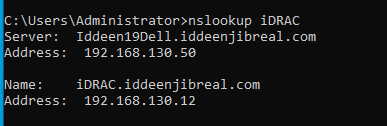 C:\Users\Administrator>nslookup iDRAC
Server:  Iddeen19Dell.iddeenjibreal.com
Address:  192.168.130.50
Name:    iDRAC.iddeenjibreal.com
Address:  192.168.130.12